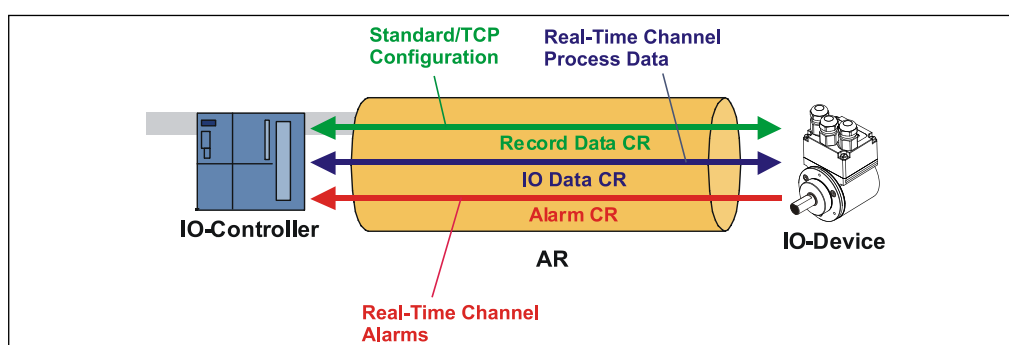 Standard/TCP
Configuration
Real-Time Channel
Process Data
Record Data CR
IO Data CR
Alarm CR
IO-Controller
IO-Device
AR
Real-Time Channel
Alarms